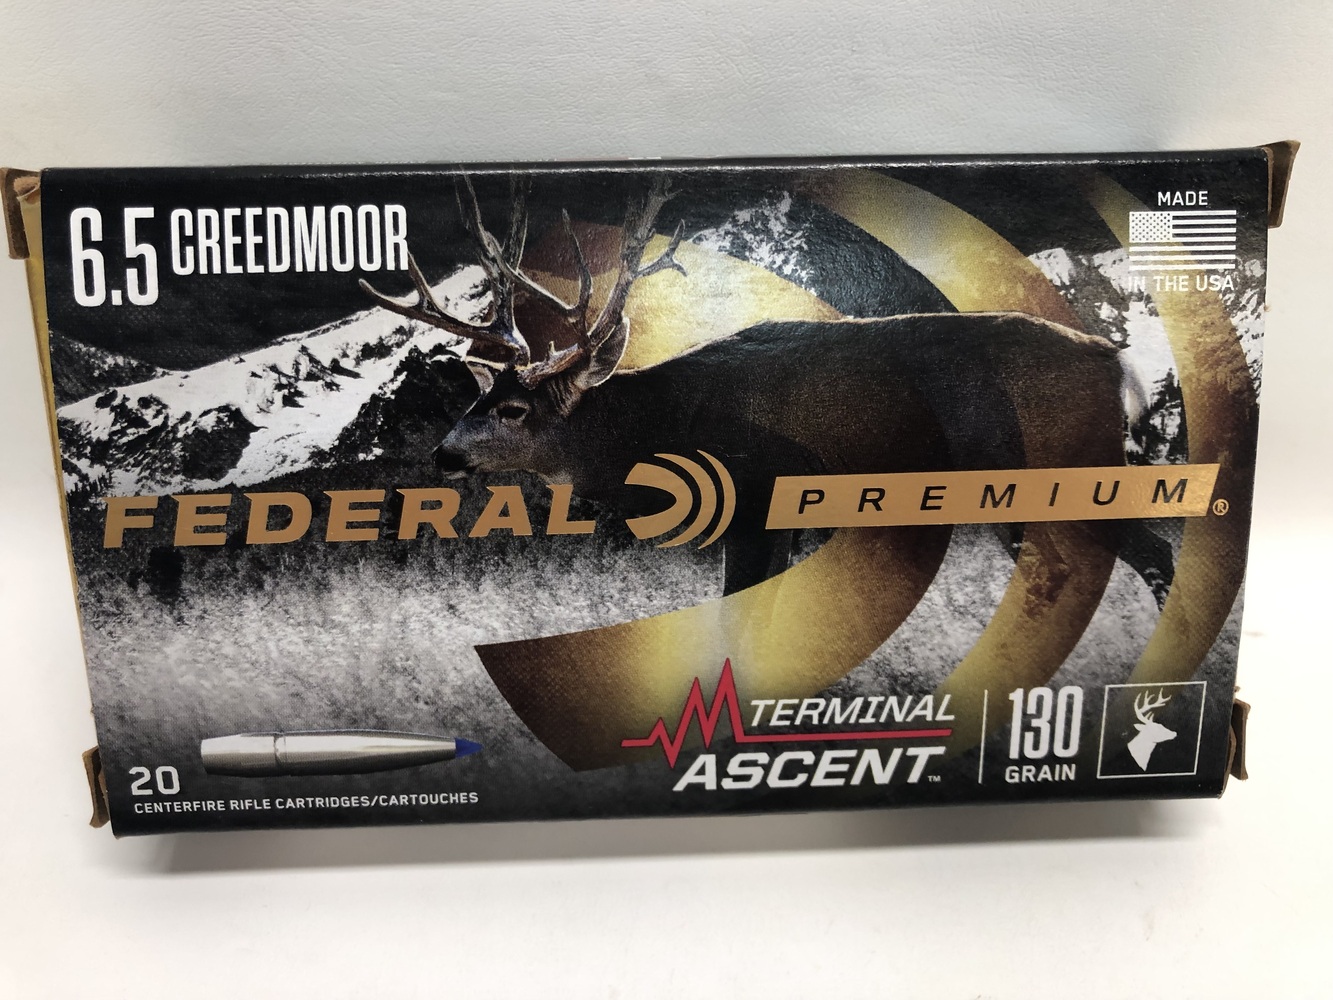 6.5 CREEDMOOR
MADE
IN THE USA
FEDERAL PREMIUM®
TERMINAL
ASCENT™
130
GRAIN
20
CENTERFIRE RIFLE CARTRIDGES/CARTOUCHES